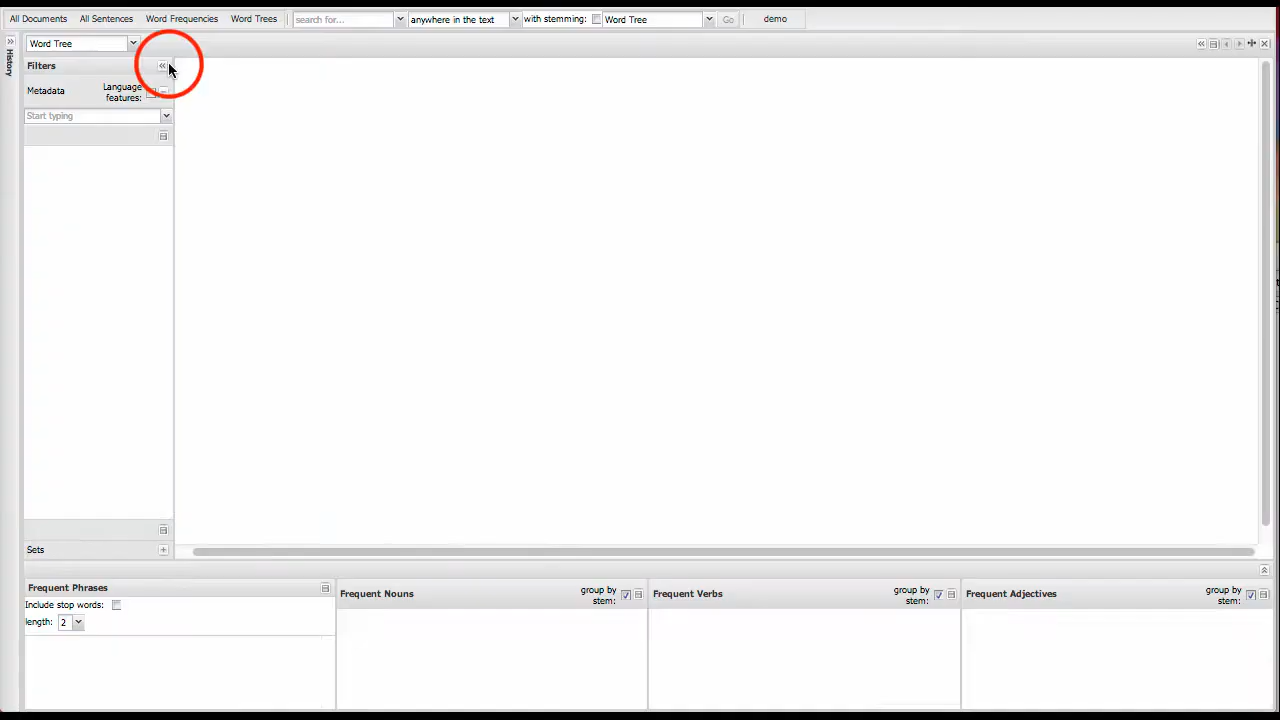 All Documents All Sentences Word Frequencies Word Trees search for... anywhere in the text with stemming: Word Tree Go demo
Word Tree
History
Filters
Metadata Language features:
Start typing
Sets
Frequent Phrases
Include stop words:
length: 2
Frequent Nouns group by stem:
Frequent Verbs group by stem:
Frequent Adjectives group by stem: